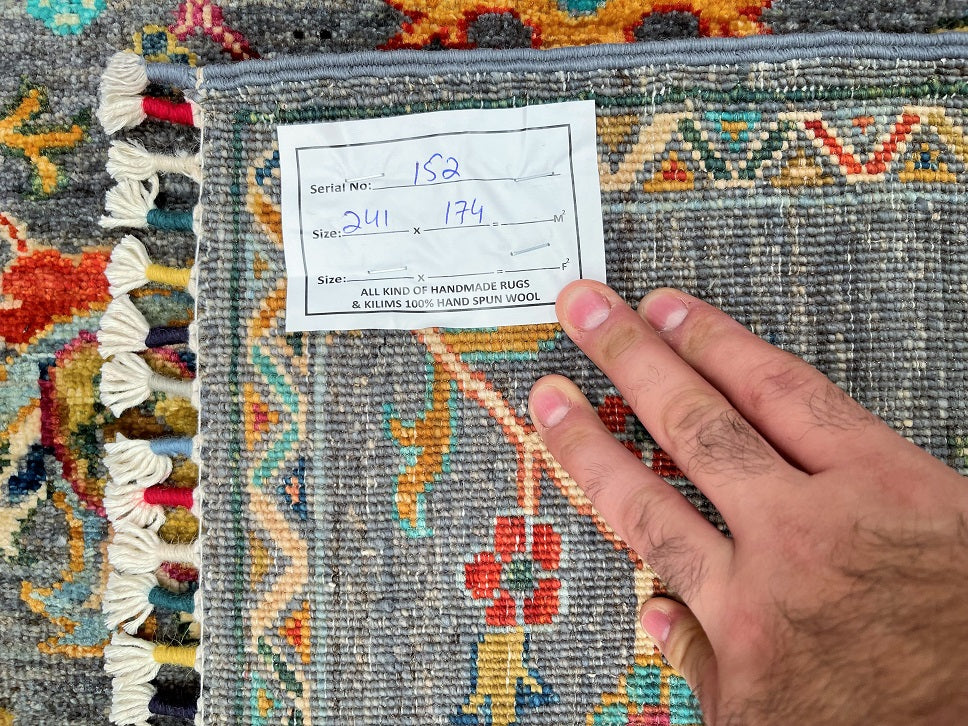 Serial No: 152
Size: 241 x 174 = M²
Size: x = F²
ALL KIND OF HANDMADE RUGS
& KILIMS 100% HAND SPUN WOOL